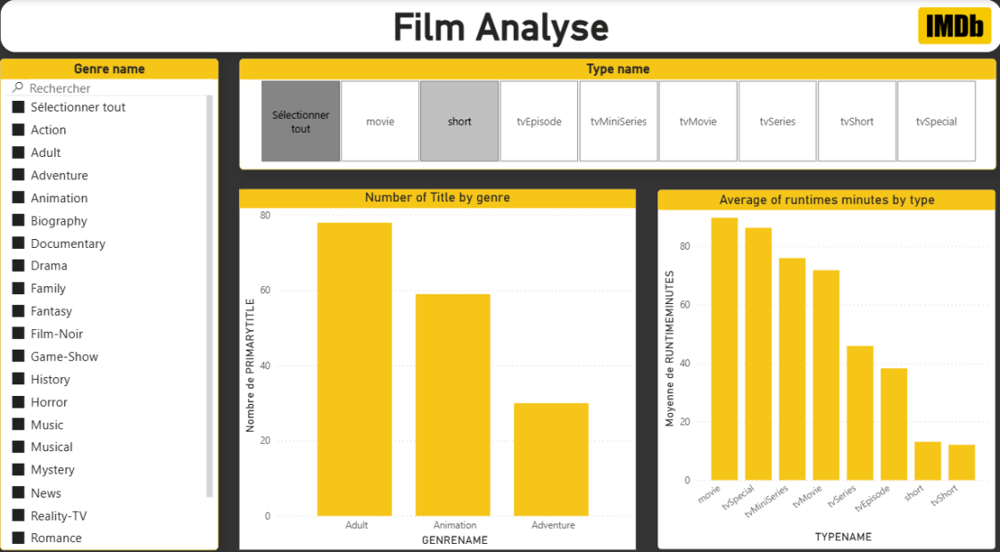 Film Analyse
IMDb
Genre name
Rechercher
Sélectionner tout
Action
Adult
Adventure
Animation
Biography
Documentary
Drama
Family
Fantasy
Film-Noir
Game-Show
History
Horror
Music
Musical
Mystery
News
Reality-TV
Romance
Type name
Sélectionner
tout
movie
short
tvEpisode
tvMiniSeries
tvMovie
tvSeries
tvShort
tvSpecial
Number of Title by genre
Nombre de PRIMARYTITLE
80
60
40
20
0
Adult
Animation
Adventure
GENRENAME
Average of runtimes minutes by type
Moyenne de RUNTIMEMINUTES
80
60
40
20
0
movie
tvSpecial
tvMiniSeries
tvMovie
tvSeries
tvEpisode
short
tvShort
TYPENAME